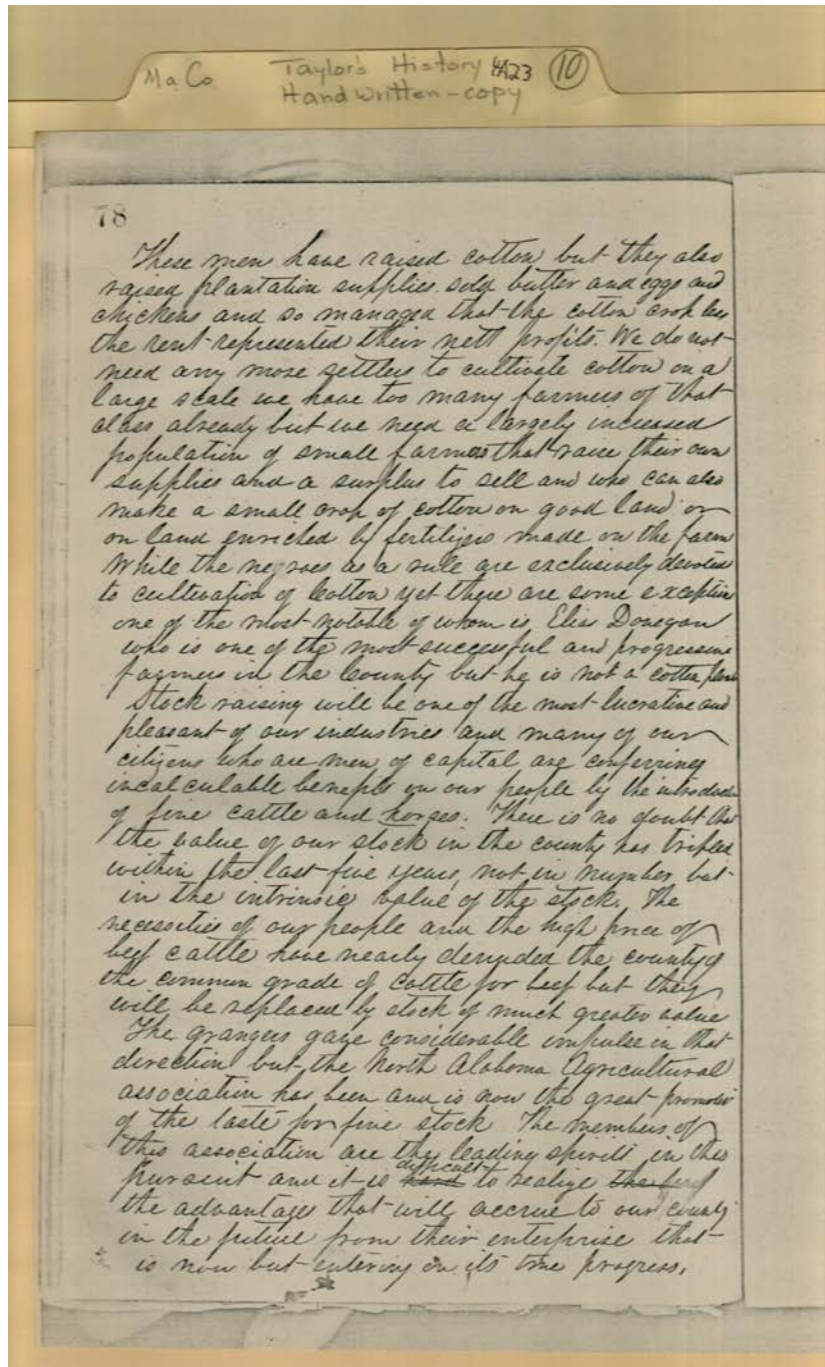 Ma. Co. Taylor's History 4A23 10
Handwritten-copy
78
These men have raised cotton but they also
raised plantation supplies. sold butter and eggs and
chickens and so managed that the cotton crop less
the rent represented their nett profits. We do not
need any more settlers to cultivate cotton on a
large scale we have too many farmers of that
class already but we need a largely increased
population of small farmers that raise their own
supplies and a surplus to sell and who can also
make a small crop of cotton on good land or
on land enriched by fertilizers made on the farm
While the negroes as a rule are exclusively devoted
to cultivation of Cotton yet there are some exception
one of the most notable of whom is Elias Donegan
who is one of the most successful and progressive
farmers in the County but he is not a cotton
Stock raising will be one of the most lucrative and
pleasant of our industries and many of our
citizens who are men of capital are conferring
incalculable benefits on our people by the introduction
of fine cattle and horses. There is no doubt that
the value of our stock in the county has tripled
within the last five years, not in number but
in the intrinsic value of the stock. The
necessities of our people and the high price of
beef cattle have nearly denuded the county of
the common grade of cattle for beef but they
will be replaced by stock of much greater value
The grangers gave considerable impulse in that
direction but the North Alabama Agricultural
association has been and is now the great promoter
of the taste for fine stock The members of
this association are the leading spirits in this
difficult
pursuit and it is hard to realize the
the advantages that will accrue to our county
in the future from their enterprise that
is now but entering on its true progress.